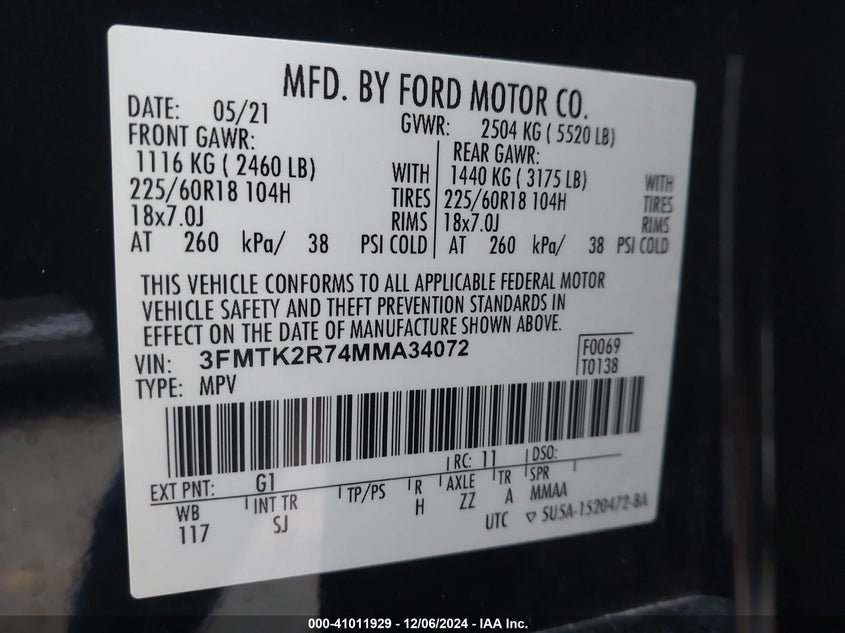 MFD. BY FORD MOTOR CO.
DATE: 05/21 GVWR: 2504 KG ( 5520 LB)
FRONT GAWR: REAR GAWR:
1116 KG ( 2460 LB) WITH 1440 KG ( 3175 LB) WITH
225/60R18 104H TIRES 225/60R18 104H TIRES
18x7.0J RIMS 18x7.0J RIMS
AT 260 kPa/ 38 PSI COLD AT 260 kPa/ 38 PSI COLD
THIS VEHICLE CONFORMS TO ALL APPLICABLE FEDERAL MOTOR
VEHICLE SAFETY AND THEFT PREVENTION STANDARDS IN
EFFECT ON THE DATE OF MANUFACTURE SHOWN ABOVE.
VIN: 3FMTK2R74MMA34072 F0069
TYPE: MPV T0138
EXT PNT: G1 RC: 11 DSO:
WB INT TR TP/PS R AXLE TR SPR
117 SJ H ZZ A MMAA
UTC ▽ 5U5A-1520472-BA
000-41011929 - 12/06/2024 - IAA Inc.